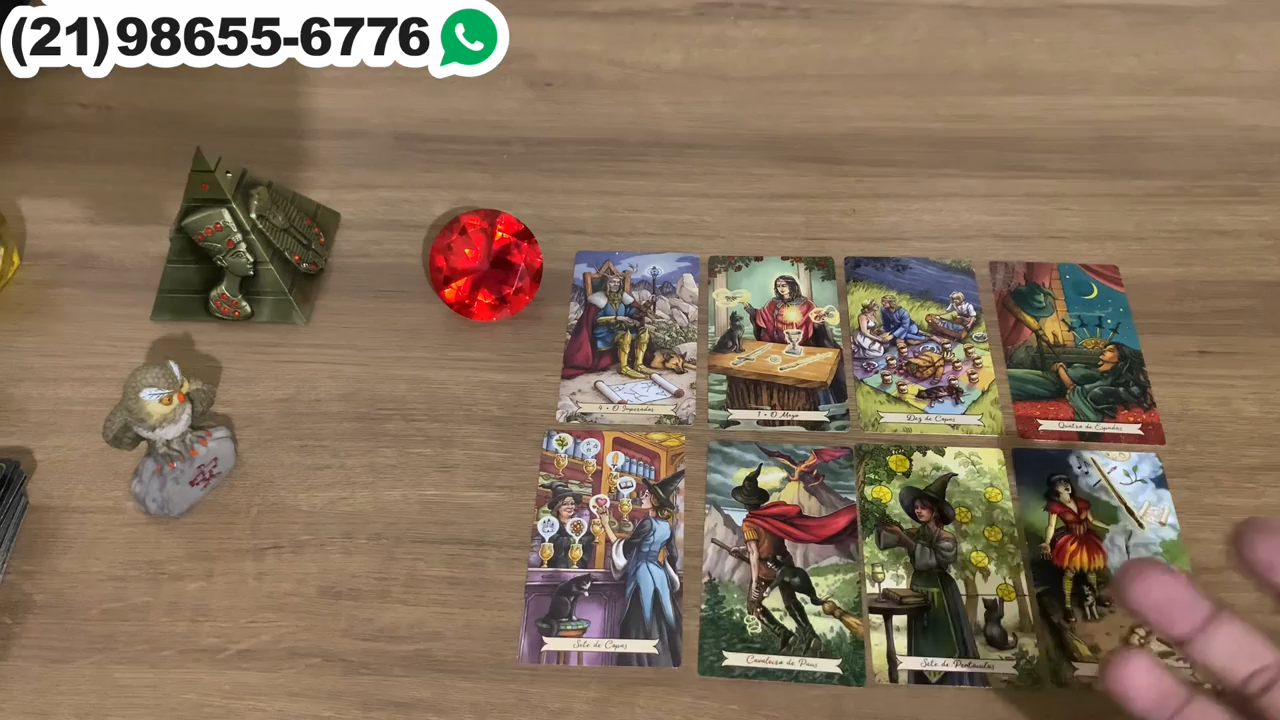 (21)98655-6776
4 • O Imperador
1 • O Mago
Dez de Copas
Quatro de Espadas
Sete de Copas
Cavaleiro de Paus
Sete de Pentáculos